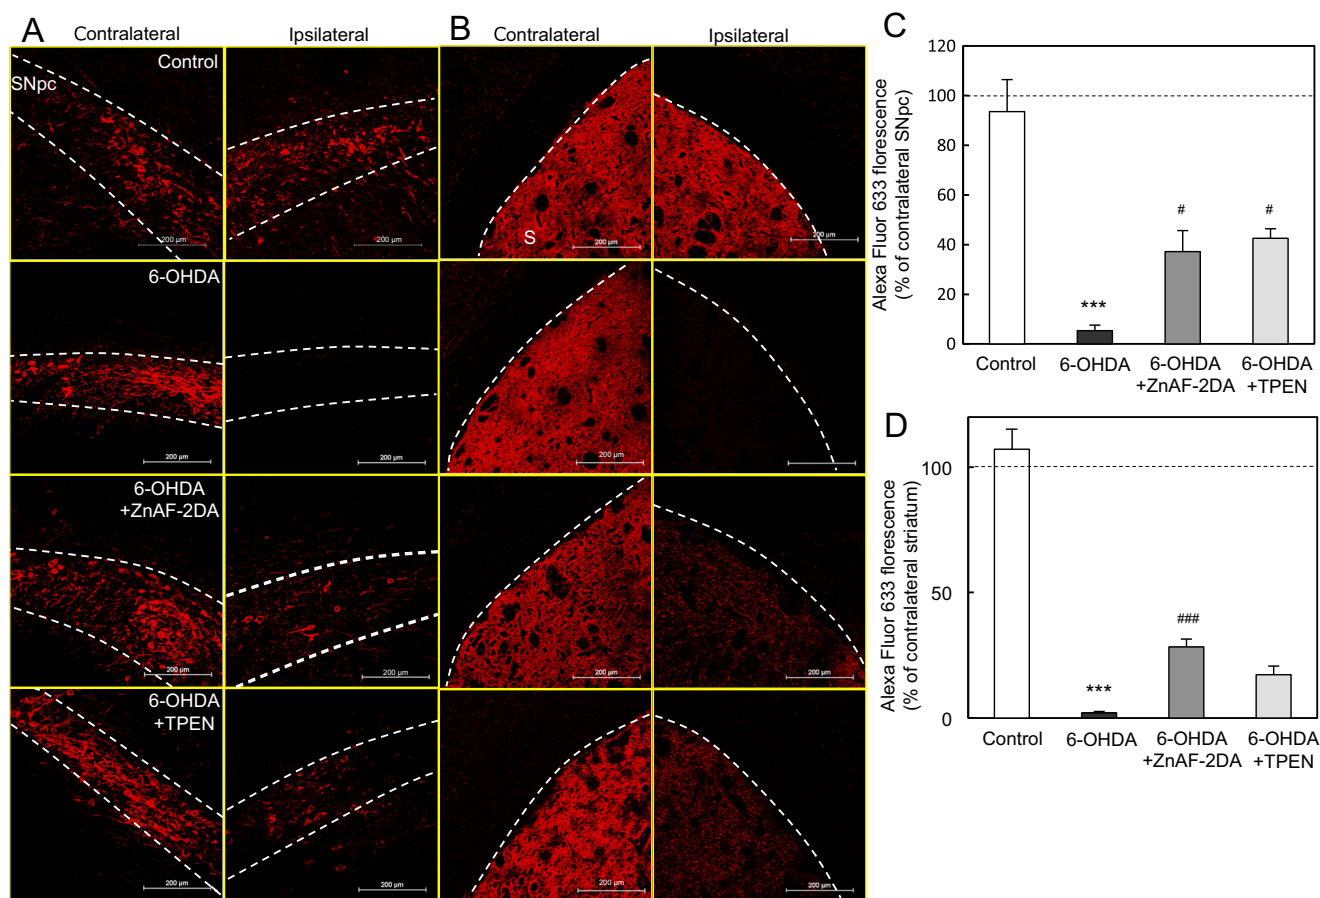 A
Contralateral
Ipsilateral
SNpc
Control
200 µm
200 µm
6-OHDA
200 µm
200 µm
6-OHDA
+ZnAF-2DA
200 µm
200 µm
6-OHDA
+TPEN
200 µm
200 µm
B
Contralateral
Ipsilateral
S
200 µm
200 µm
200 µm
200 µm
200 µm
200 µm
200 µm
C
Alexa Fluor 633 florescence
(% of contralateral SNpc)
120
100
80
60
40
20
0
***
#
#
Control
6-OHDA
6-OHDA
+ZnAF-2DA
6-OHDA
+TPEN
D
Alexa Fluor 633 florescence
(% of contralateral striatum)
100
50
0
***
###
Control
6-OHDA
6-OHDA
+ZnAF-2DA
6-OHDA
+TPEN